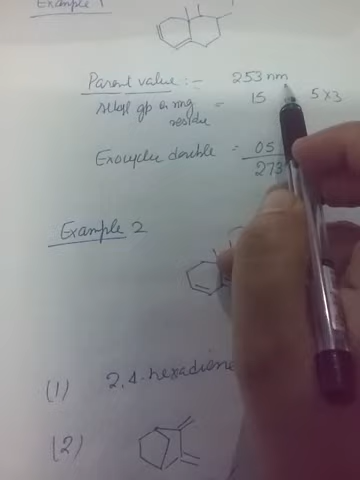 Example 1
Parent value :- 253 nm
subst gp or ring = 15 5×3
residue
Exocyclic double = 05
273
Example 2
(1) 2,4-hexadiene
(2)